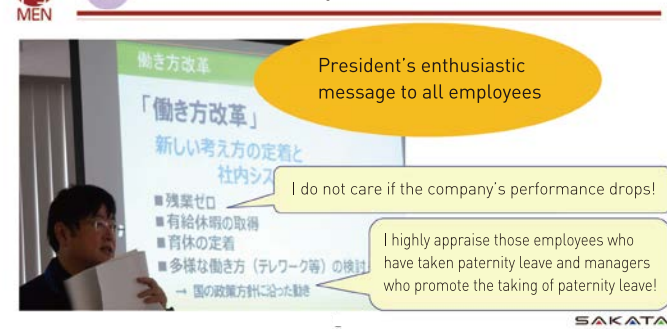 MEN
働き方改革
President's enthusiastic
message to all employees
「働き方改革」
新しい考え方の定着と
社内シス
I do not care if the company's performance drops!
■残業ゼロ
■有給休暇の取得
■育休の定着
■多様な働き方（テレワーク等）の検討
→ 国の政策方針に沿った動き
I highly appraise those employees who
have taken paternity leave and managers
who promote the taking of paternity leave!
SAKATA